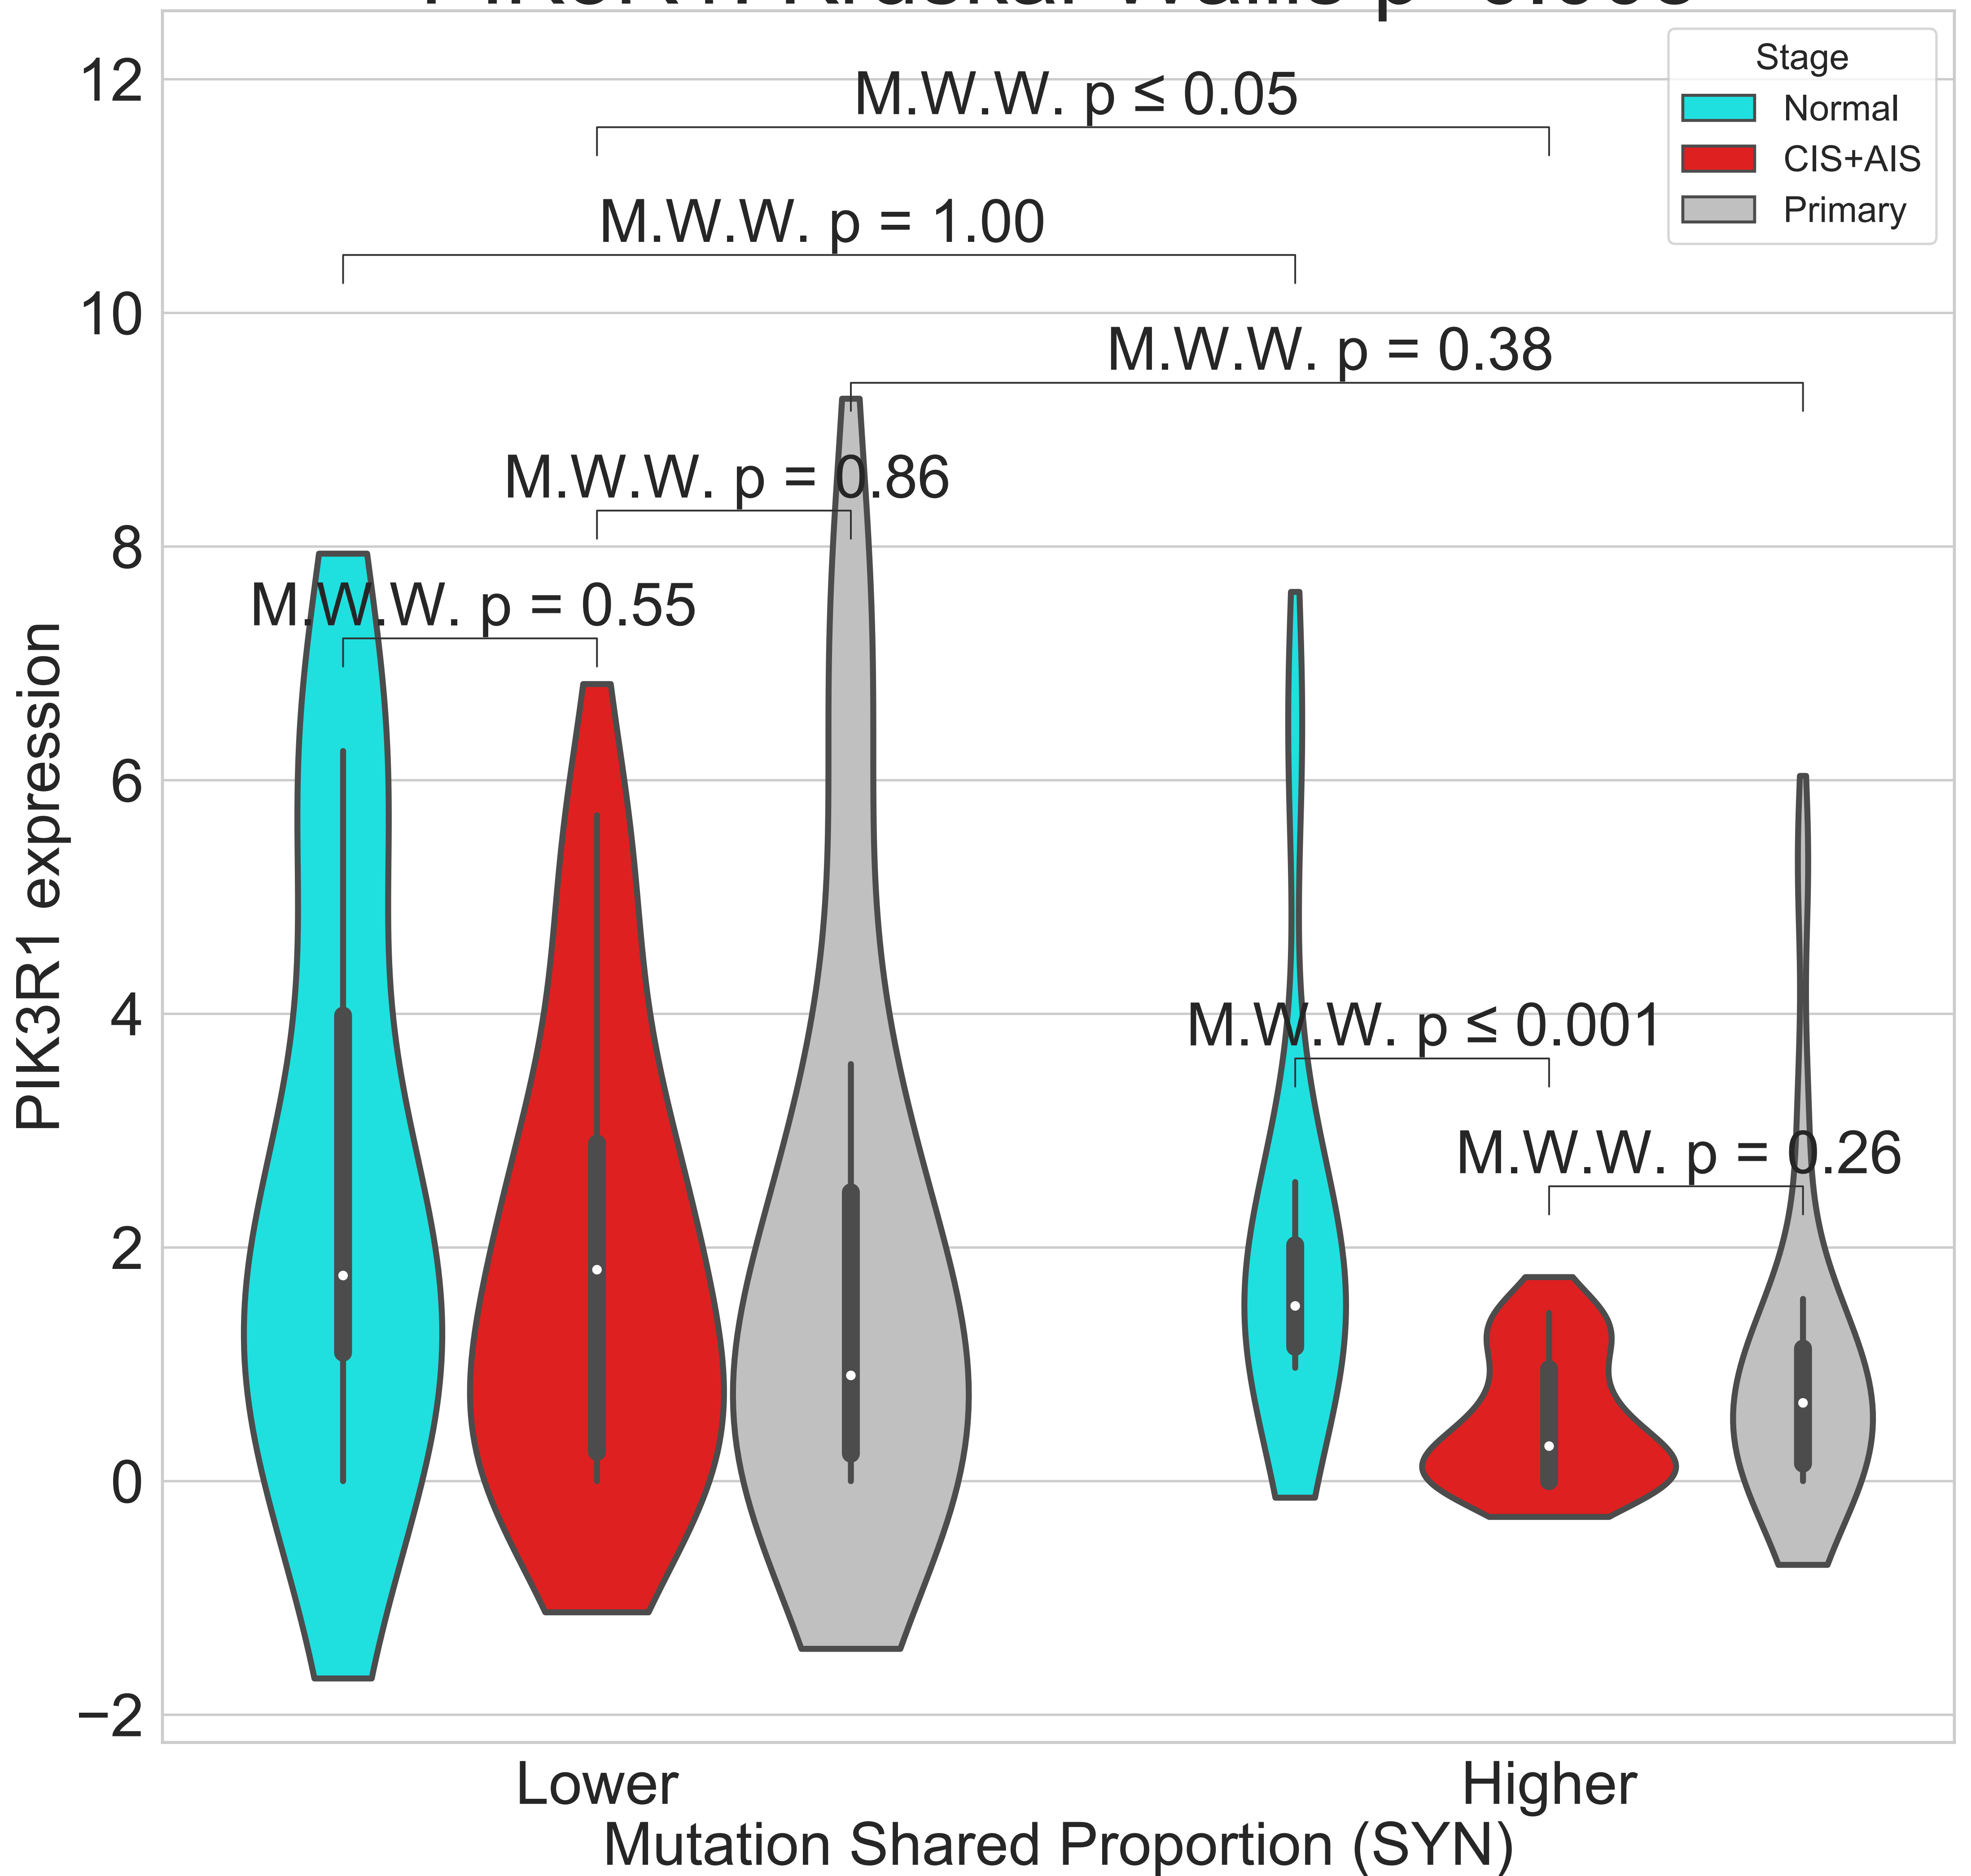 12
10
8
6
4
2
0
−2
PIK3R1 expression
Stage
Normal
CIS+AIS
Primary
M.W.W. p ≤ 0.05
M.W.W. p = 1.00
M.W.W. p = 0.38
M.W.W. p = 0.86
M.W.W. p = 0.55
M.W.W. p ≤ 0.001
M.W.W. p = 0.26
Lower
Higher
Mutation Shared Proportion (SYN)